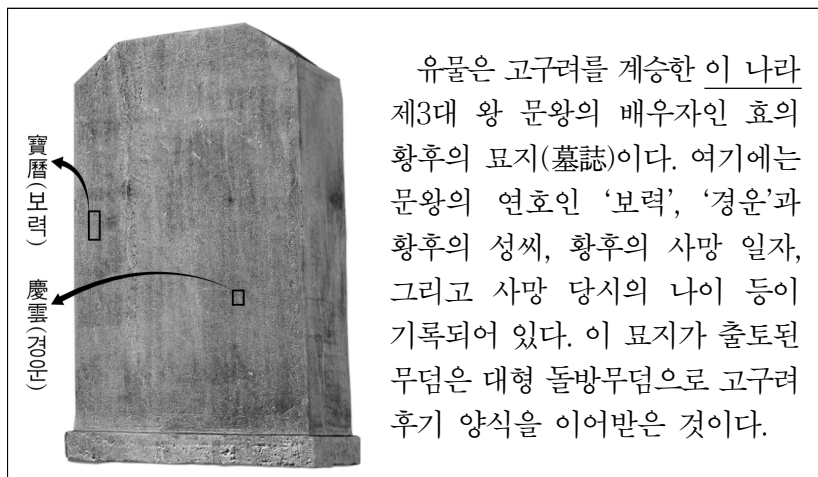 寶曆(보력)
慶雲(경운)
유물은 고구려를 계승한 이 나라
제3대 왕 문왕의 배우자인 효의
황후의 묘지(墓誌)이다. 여기에는
문왕의 연호인 ‘보력’, ‘경운’과
황후의 성씨, 황후의 사망 일자,
그리고 사망 당시의 나이 등이
기록되어 있다. 이 묘지가 출토된
무덤은 대형 돌방무덤으로 고구려
후기 양식을 이어받은 것이다.